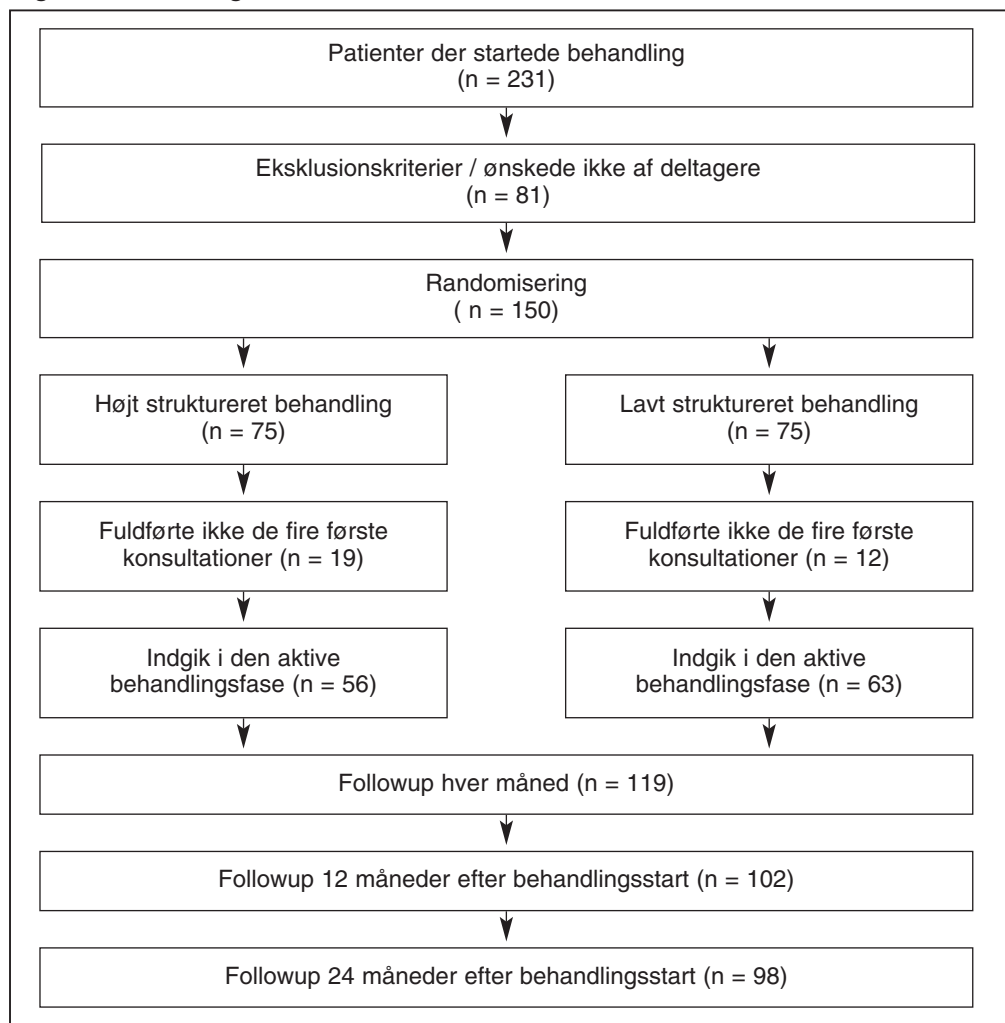 Patienter der startede behandling
(n = 231)
Eksklusionskriterier / ønskede ikke af deltagere
(n = 81)
Randomisering
( n = 150)
Højt struktureret behandling
(n = 75)
Lavt struktureret behandling
(n = 75)
Fuldførte ikke de fire første
konsultationer (n = 19)
Fuldførte ikke de fire første
konsultationer (n = 12)
Indgik i den aktive
behandlingsfase (n = 56)
Indgik i den aktive
behandlingsfase (n = 63)
Followup hver måned (n = 119)
Followup 12 måneder efter behandlingsstart (n = 102)
Followup 24 måneder efter behandlingsstart (n = 98)